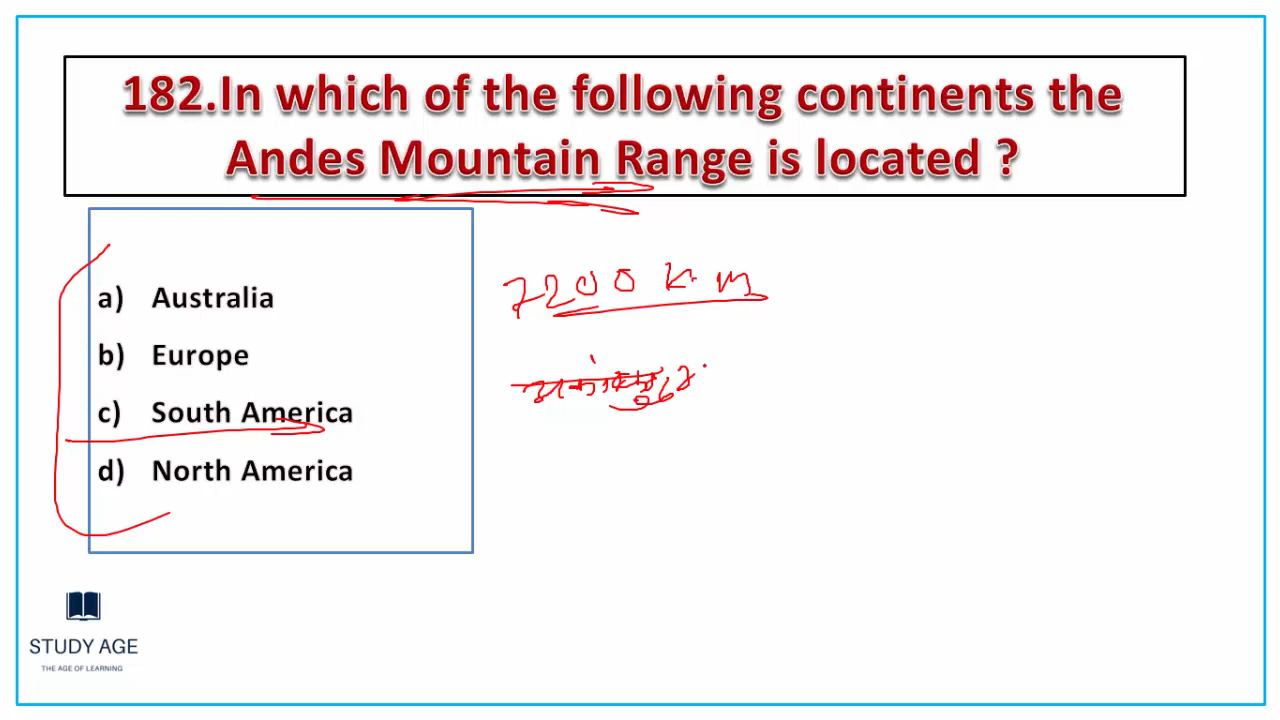 182.In which of the following continents the
Andes Mountain Range is located ?
a) Australia
b) Europe
c) South America
d) North America
7200 K.m
STUDY AGE
THE AGE OF LEARNING